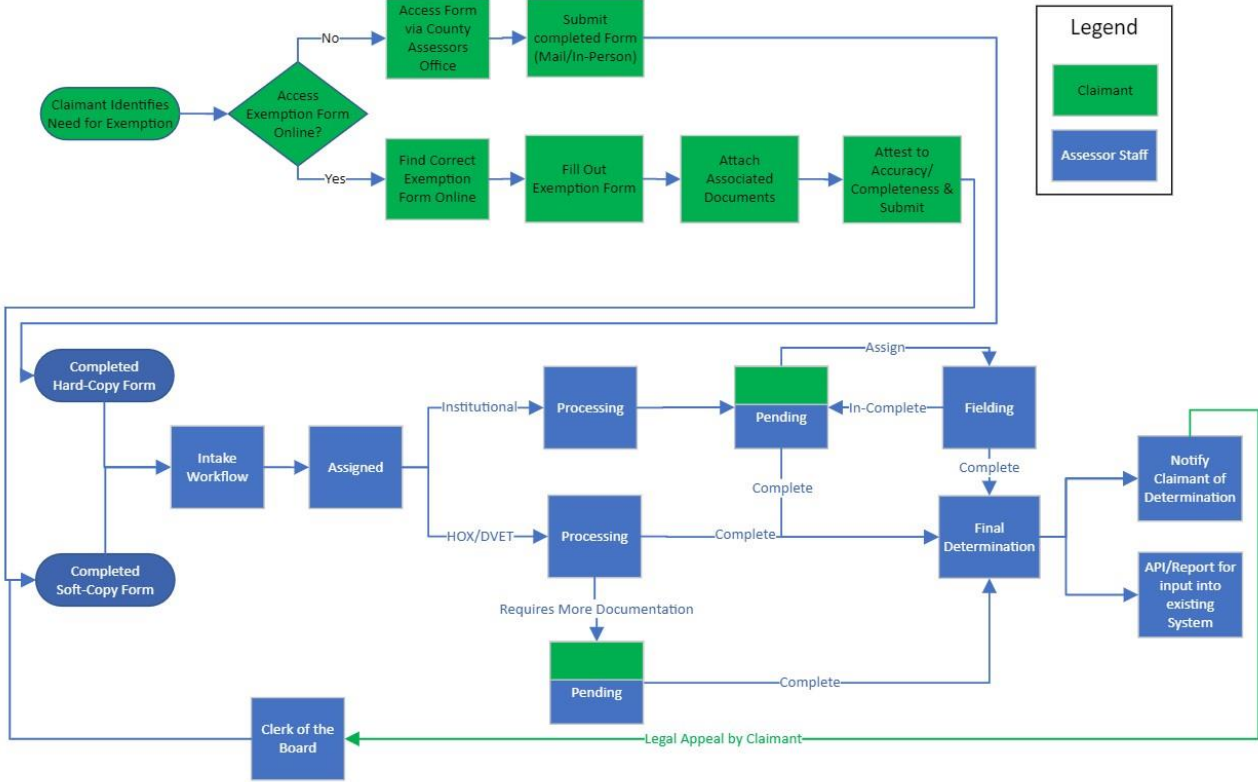 Access Form
via County
Assessors
Office
Submit
completed Form
(Mail/In-Person)
Legend
No
Claimant
Claimant Identifies
Need for Exemption
Access
Exemption Form
Online?
Assessor Staff
Yes
Find Correct
Exemption
Form Online
Fill Out
Exemption Form
Attach
Associated
Documents
Attest to
Accuracy/
Completeness &
Submit
Completed
Hard-Copy Form
Assign
Institutional
Processing
Pending
In-Complete
Fielding
Intake
Workflow
Assigned
Complete
Complete
Notify
Claimant of
Determination
HOX/DVET
Processing
Complete
Final
Determination
Completed
Soft-Copy Form
API/Report for
input into
existing
System
Requires More Documentation
Pending
Complete
Clerk of the
Board
Legal Appeal by Claimant